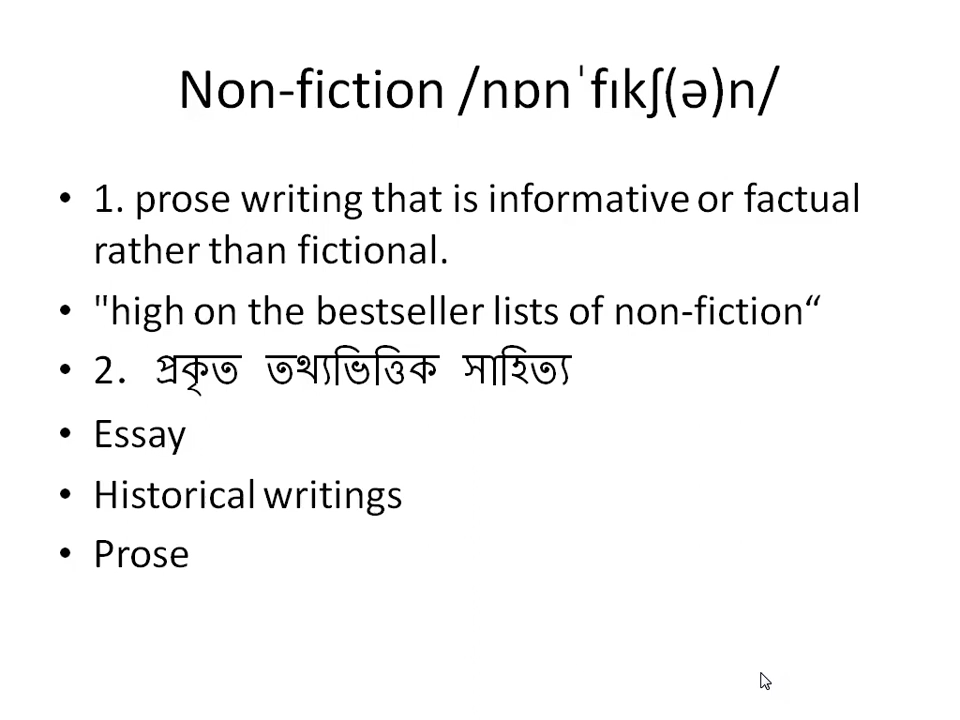 Non-fiction /nɒnˈfɪkʃ(ə)n/
• 1. prose writing that is informative or factual
rather than fictional.
• "high on the bestseller lists of non-fiction“
• 2. প্রকৃত তথ্যভিত্তিক সাহিত্য
• Essay
• Historical writings
• Prose